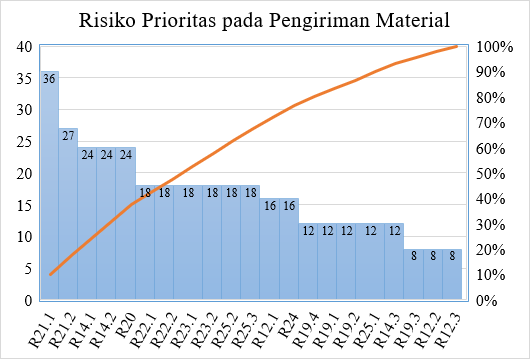 Risiko Prioritas pada Pengiriman Material
40
35
30
25
20
15
10
5
0
100%
90%
80%
70%
60%
50%
40%
30%
20%
10%
0%
36
27
24 24 24
18 18 18 18 18 18
16 16
12 12 12 12 12
8 8 8
R21.1
R21.2
R14.1
R14.2
R20
R22.1
R22.2
R23.1
R23.2
R25.2
R25.3
R12.1
R24
R19.4
R19.1
R19.2
R25.1
R14.3
R19.3
R12.2
R12.3